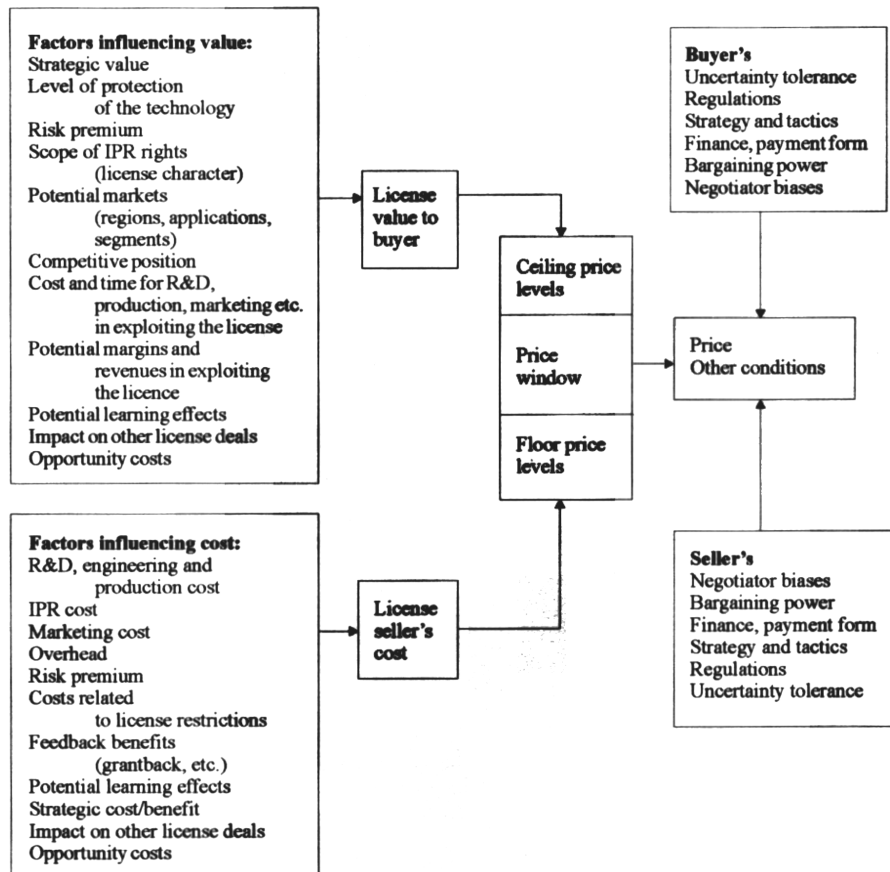 Factors influencing value:
Strategic value
Level of protection
of the technology
Risk premium
Scope of IPR rights
(license character)
Potential markets
(regions, applications,
segments)
Competitive position
Cost and time for R&D,
production, marketing etc.
in exploiting the license
Potential margins and
revenues in exploiting
the licence
Potential learning effects
Impact on other license deals
Opportunity costs
License
value to
buyer
Ceiling price
levels
Price
window
Floor price
levels
Buyer's
Uncertainty tolerance
Regulations
Strategy and tactics
Finance, payment form
Bargaining power
Negotiator biases
Price
Other conditions
Factors influencing cost:
R&D, engineering and
production cost
IPR cost
Marketing cost
Overhead
Risk premium
Costs related
to license restrictions
Feedback benefits
(grantback, etc.)
Potential learning effects
Strategic cost/benefit
Impact on other license deals
Opportunity costs
License
seller's
cost
Seller's
Negotiator biases
Bargaining power
Finance, payment form
Strategy and tactics
Regulations
Uncertainty tolerance